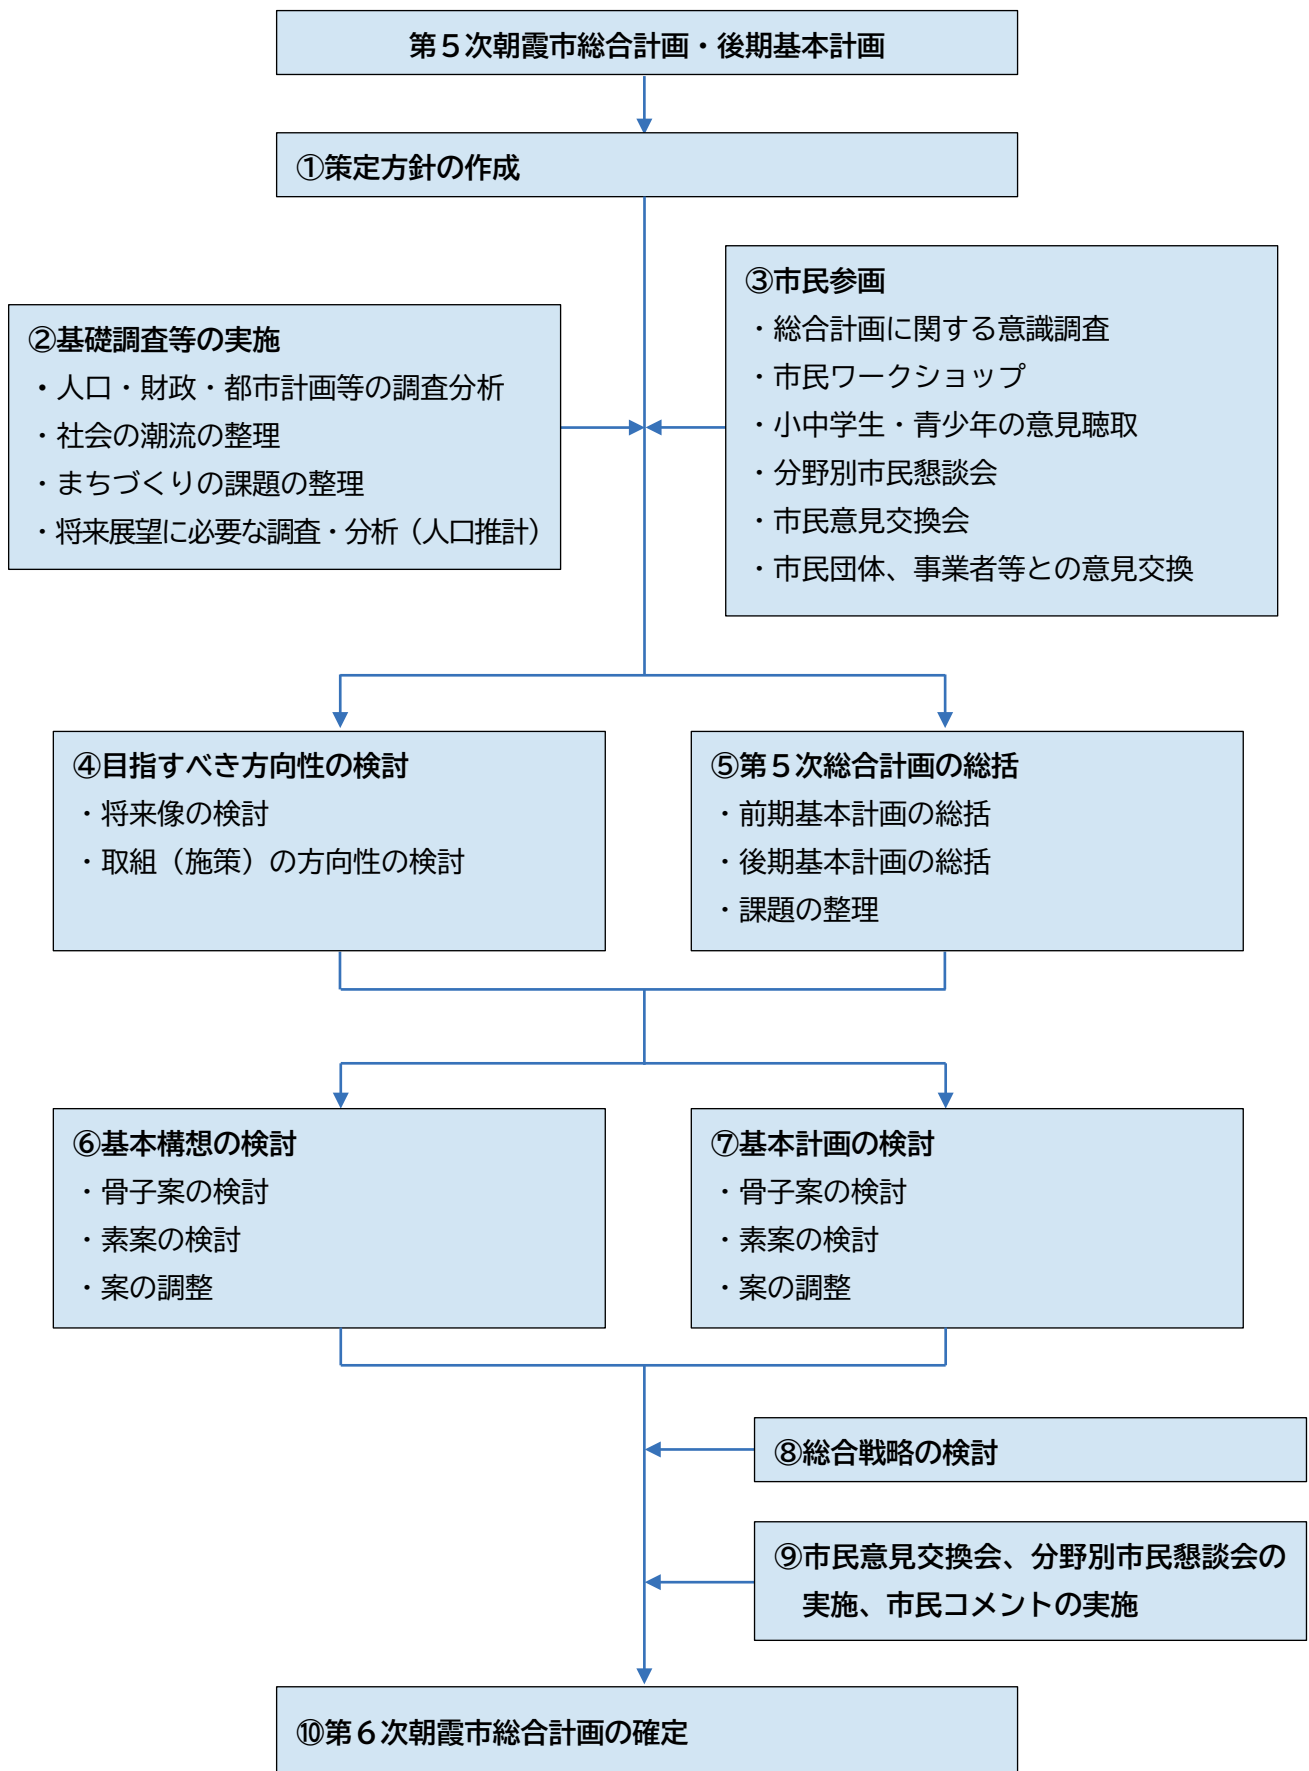 第５次朝霞市総合計画・後期基本計画
①策定方針の作成
②基礎調査等の実施
・人口・財政・都市計画等の調査分析
・社会の潮流の整理
・まちづくりの課題の整理
・将来展望に必要な調査・分析（人口推計）
③市民参画
・総合計画に関する意識調査
・市民ワークショップ
・小中学生・青少年の意見聴取
・分野別市民懇談会
・市民意見交換会
・市民団体、事業者等との意見交換
④目指すべき方向性の検討
・将来像の検討
・取組（施策）の方向性の検討
⑤第５次総合計画の総括
・前期基本計画の総括
・後期基本計画の総括
・課題の整理
⑥基本構想の検討
・骨子案の検討
・素案の検討
・案の調整
⑦基本計画の検討
・骨子案の検討
・素案の検討
・案の調整
⑧総合戦略の検討
⑨市民意見交換会、分野別市民懇談会の
実施、市民コメントの実施
⑩第６次朝霞市総合計画の確定